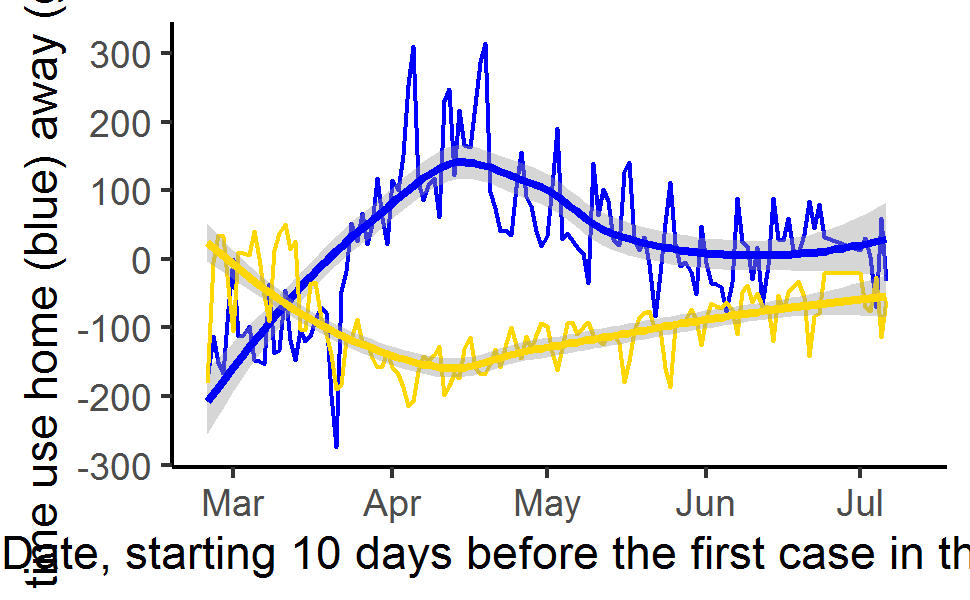 time use home (blue) away (
300
200
100
0
-100
-200
-300
Mar Apr May Jun Jul
Date, starting 10 days before the first case in th